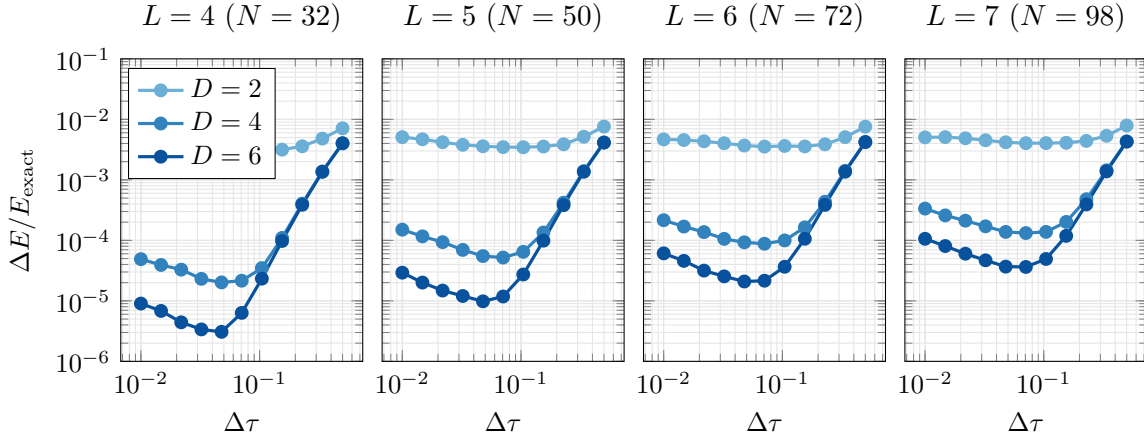 L = 4 (N = 32)
L = 5 (N = 50)
L = 6 (N = 72)
L = 7 (N = 98)
ΔE/E_exact
10^−1
10^−2
10^−3
10^−4
10^−5
10^−6
D = 2
D = 4
D = 6
10^−2 10^−1
10^−2 10^−1
10^−2 10^−1
10^−2 10^−1
Δτ
Δτ
Δτ
Δτ